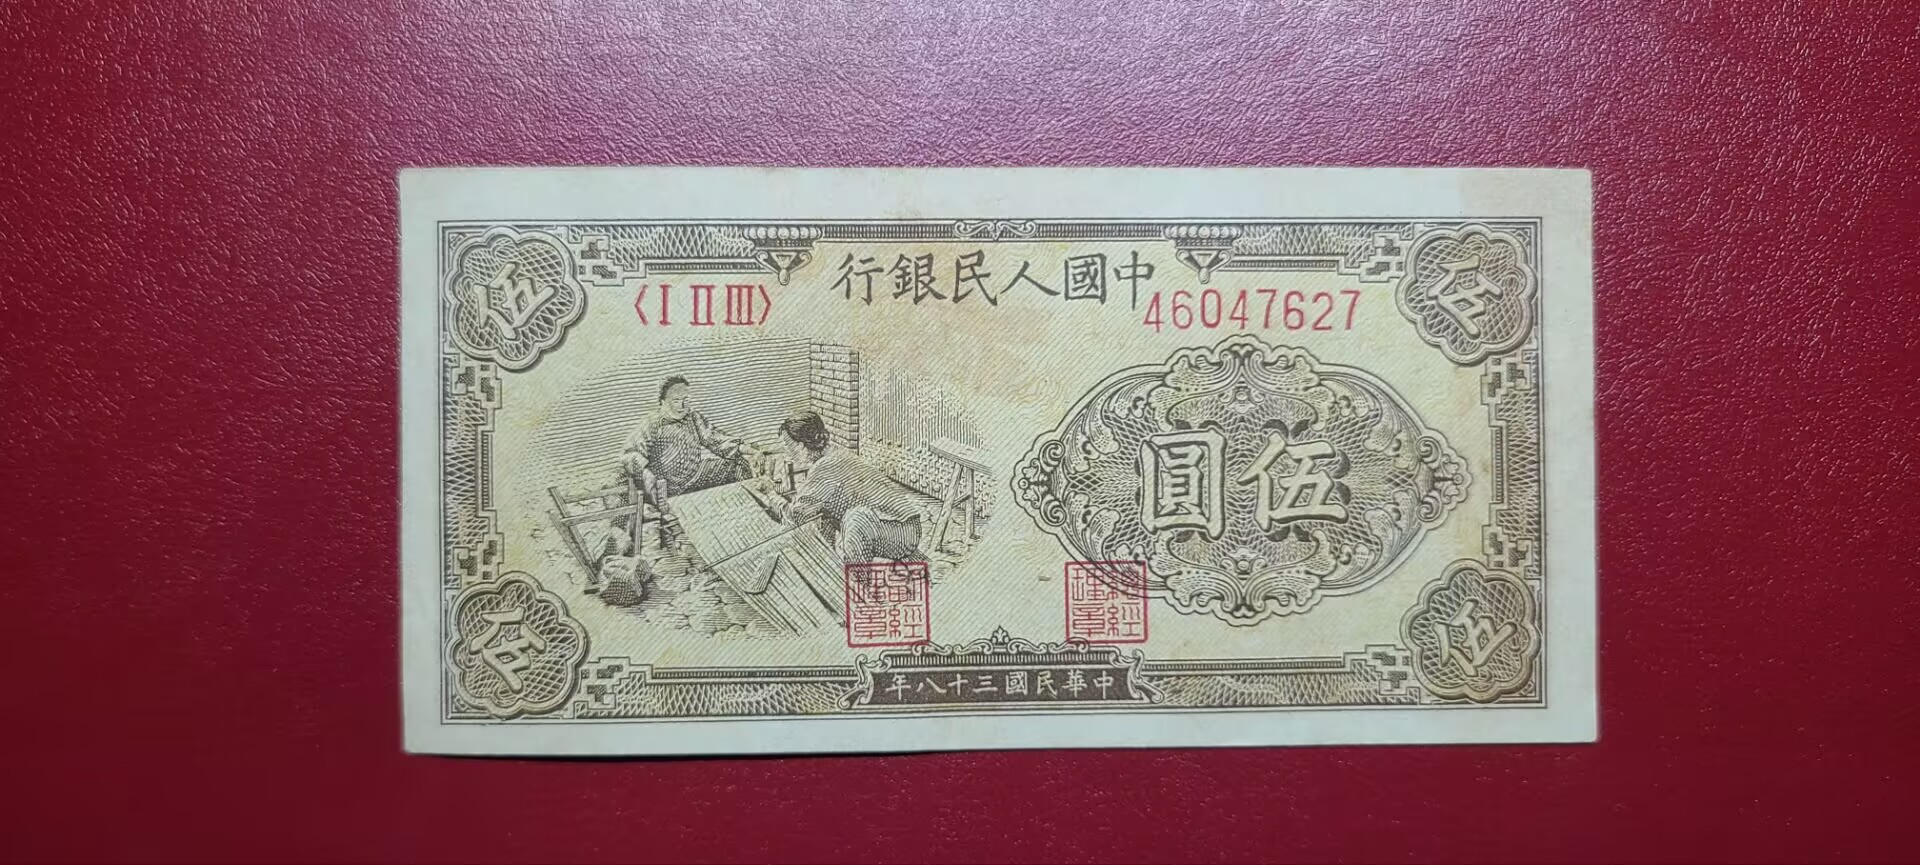 中國人民銀行
〈I II III〉
46047627
伍
伍
伍圓
伍
伍
中華民國三十八年